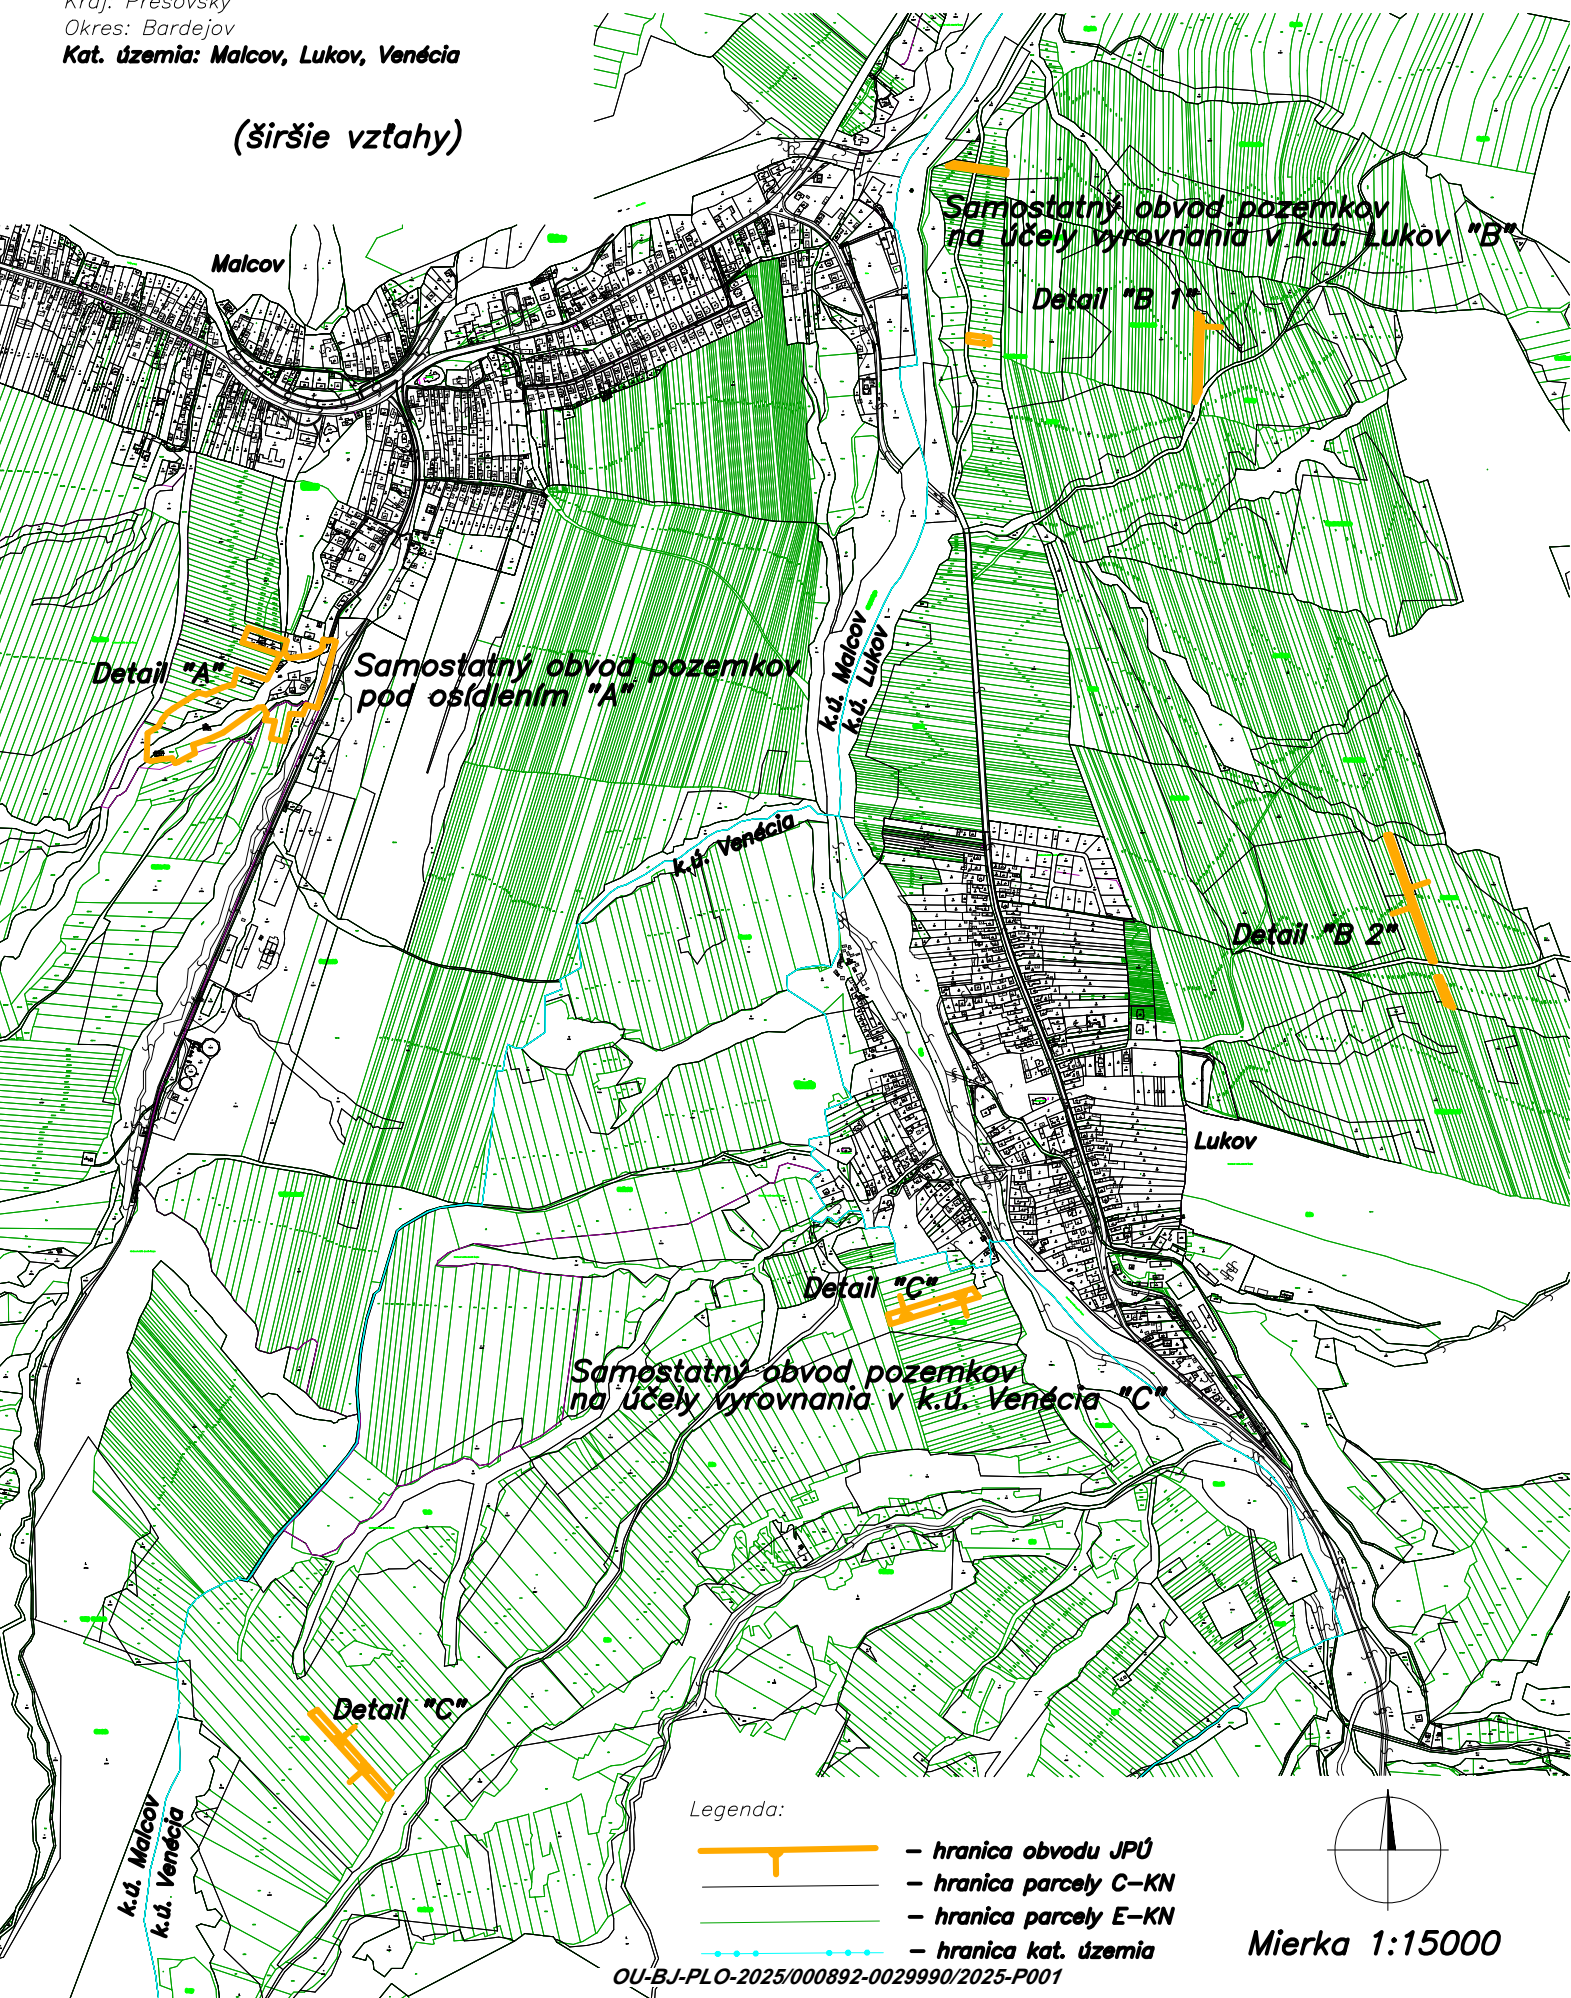 Kraj: Prešovský
Okres: Bardejov
Kat. územia: Malcov, Lukov, Venécia
(širšie vzťahy)
Samostatný obvod pozemkov
na účely vyrovnania v k.ú. Lukov "B"
Malcov
Detail "B 1"
k.ú. Malcov
k.ú. Lukov
Detail "A"
Samostatný obvod pozemkov
pod osídlením "A"
k.ú. Venécia
Detail "B 2"
Lukov
Detail "C"
Samostatný obvod pozemkov
na účely vyrovnania v k.ú. Venécia "C"
Detail "C"
k.ú. Malcov
k.ú. Venécia
Legenda:
– hranica obvodu JPÚ
– hranica parcely C–KN
– hranica parcely E–KN
– hranica kat. územia
Mierka 1:15000
OU-BJ-PLO-2025/000892-0029990/2025-P001